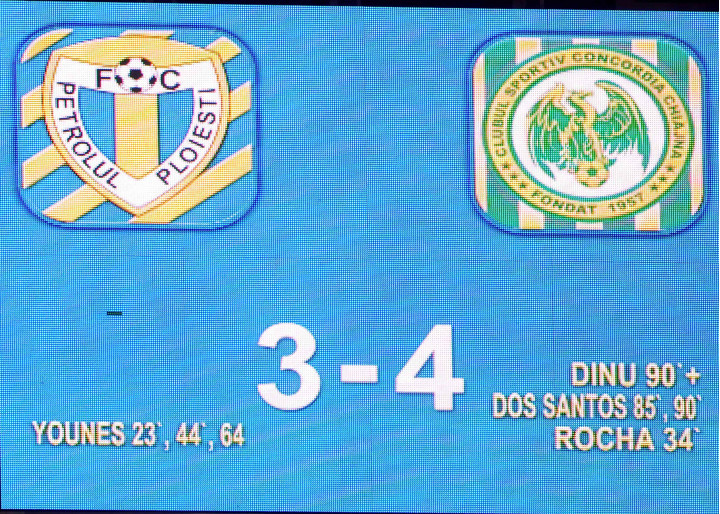 FC
PETROLUL PLOIESTI
CLUBUL SPORTIV CONCORDIA CHIAJNA
*** FONDAT 1957 ***
3-4
YOUNES 23`, 44`, 64
DINU 90`+
DOS SANTOS 85`, 90`
ROCHA 34`